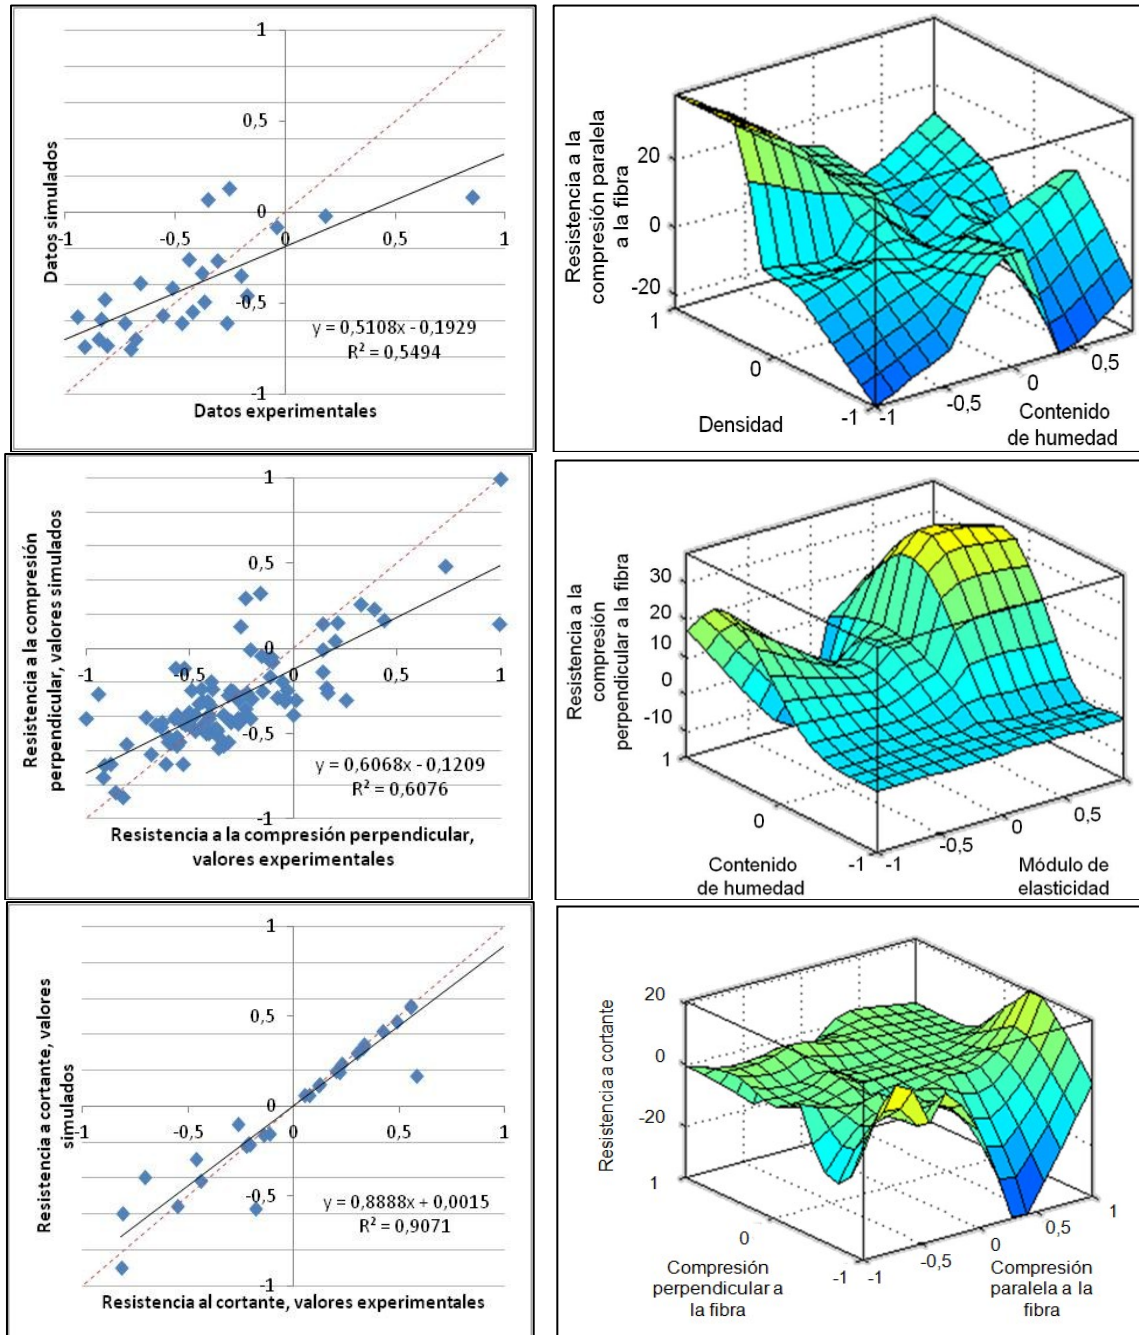 1
0,5
0
-1
-0,5
0
0,5
1
-0,5
y = 0,5108x - 0,1929
R² = 0,5494
-1
Datos simulados
Datos experimentales
Resistencia a la
compresión paralela
a la fibra
20
0
-20
1
0
-1
-1
-0,5
0
0,5
Densidad
Contenido
de humedad
1
0,5
0
-1
-0,5
0
0,5
1
-0,5
y = 0,6068x - 0,1209
R² = 0,6076
-1
Resistencia a la compresión
perpendicular, valores simulados
Resistencia a la compresión perpendicular,
valores experimentales
Resistencia a la
compresión
perpendicular a la fibra
30
20
10
0
-10
1
0
-1
-1
-0,5
0
0,5
Contenido
de humedad
Módulo de
elasticidad
1
0,5
0
-1
-0,5
0
0,5
1
-0,5
y = 0,8888x + 0,0015
R² = 0,9071
-1
Resistencia a cortante, valores
simulados
Resistencia al cortante, valores experimentales
Resistencia a cortante
20
0
-20
1
0
-1
-1
-0,5
0
0,5
1
Compresión
perpendicular a
la fibra
Compresión
paralela a la
fibra